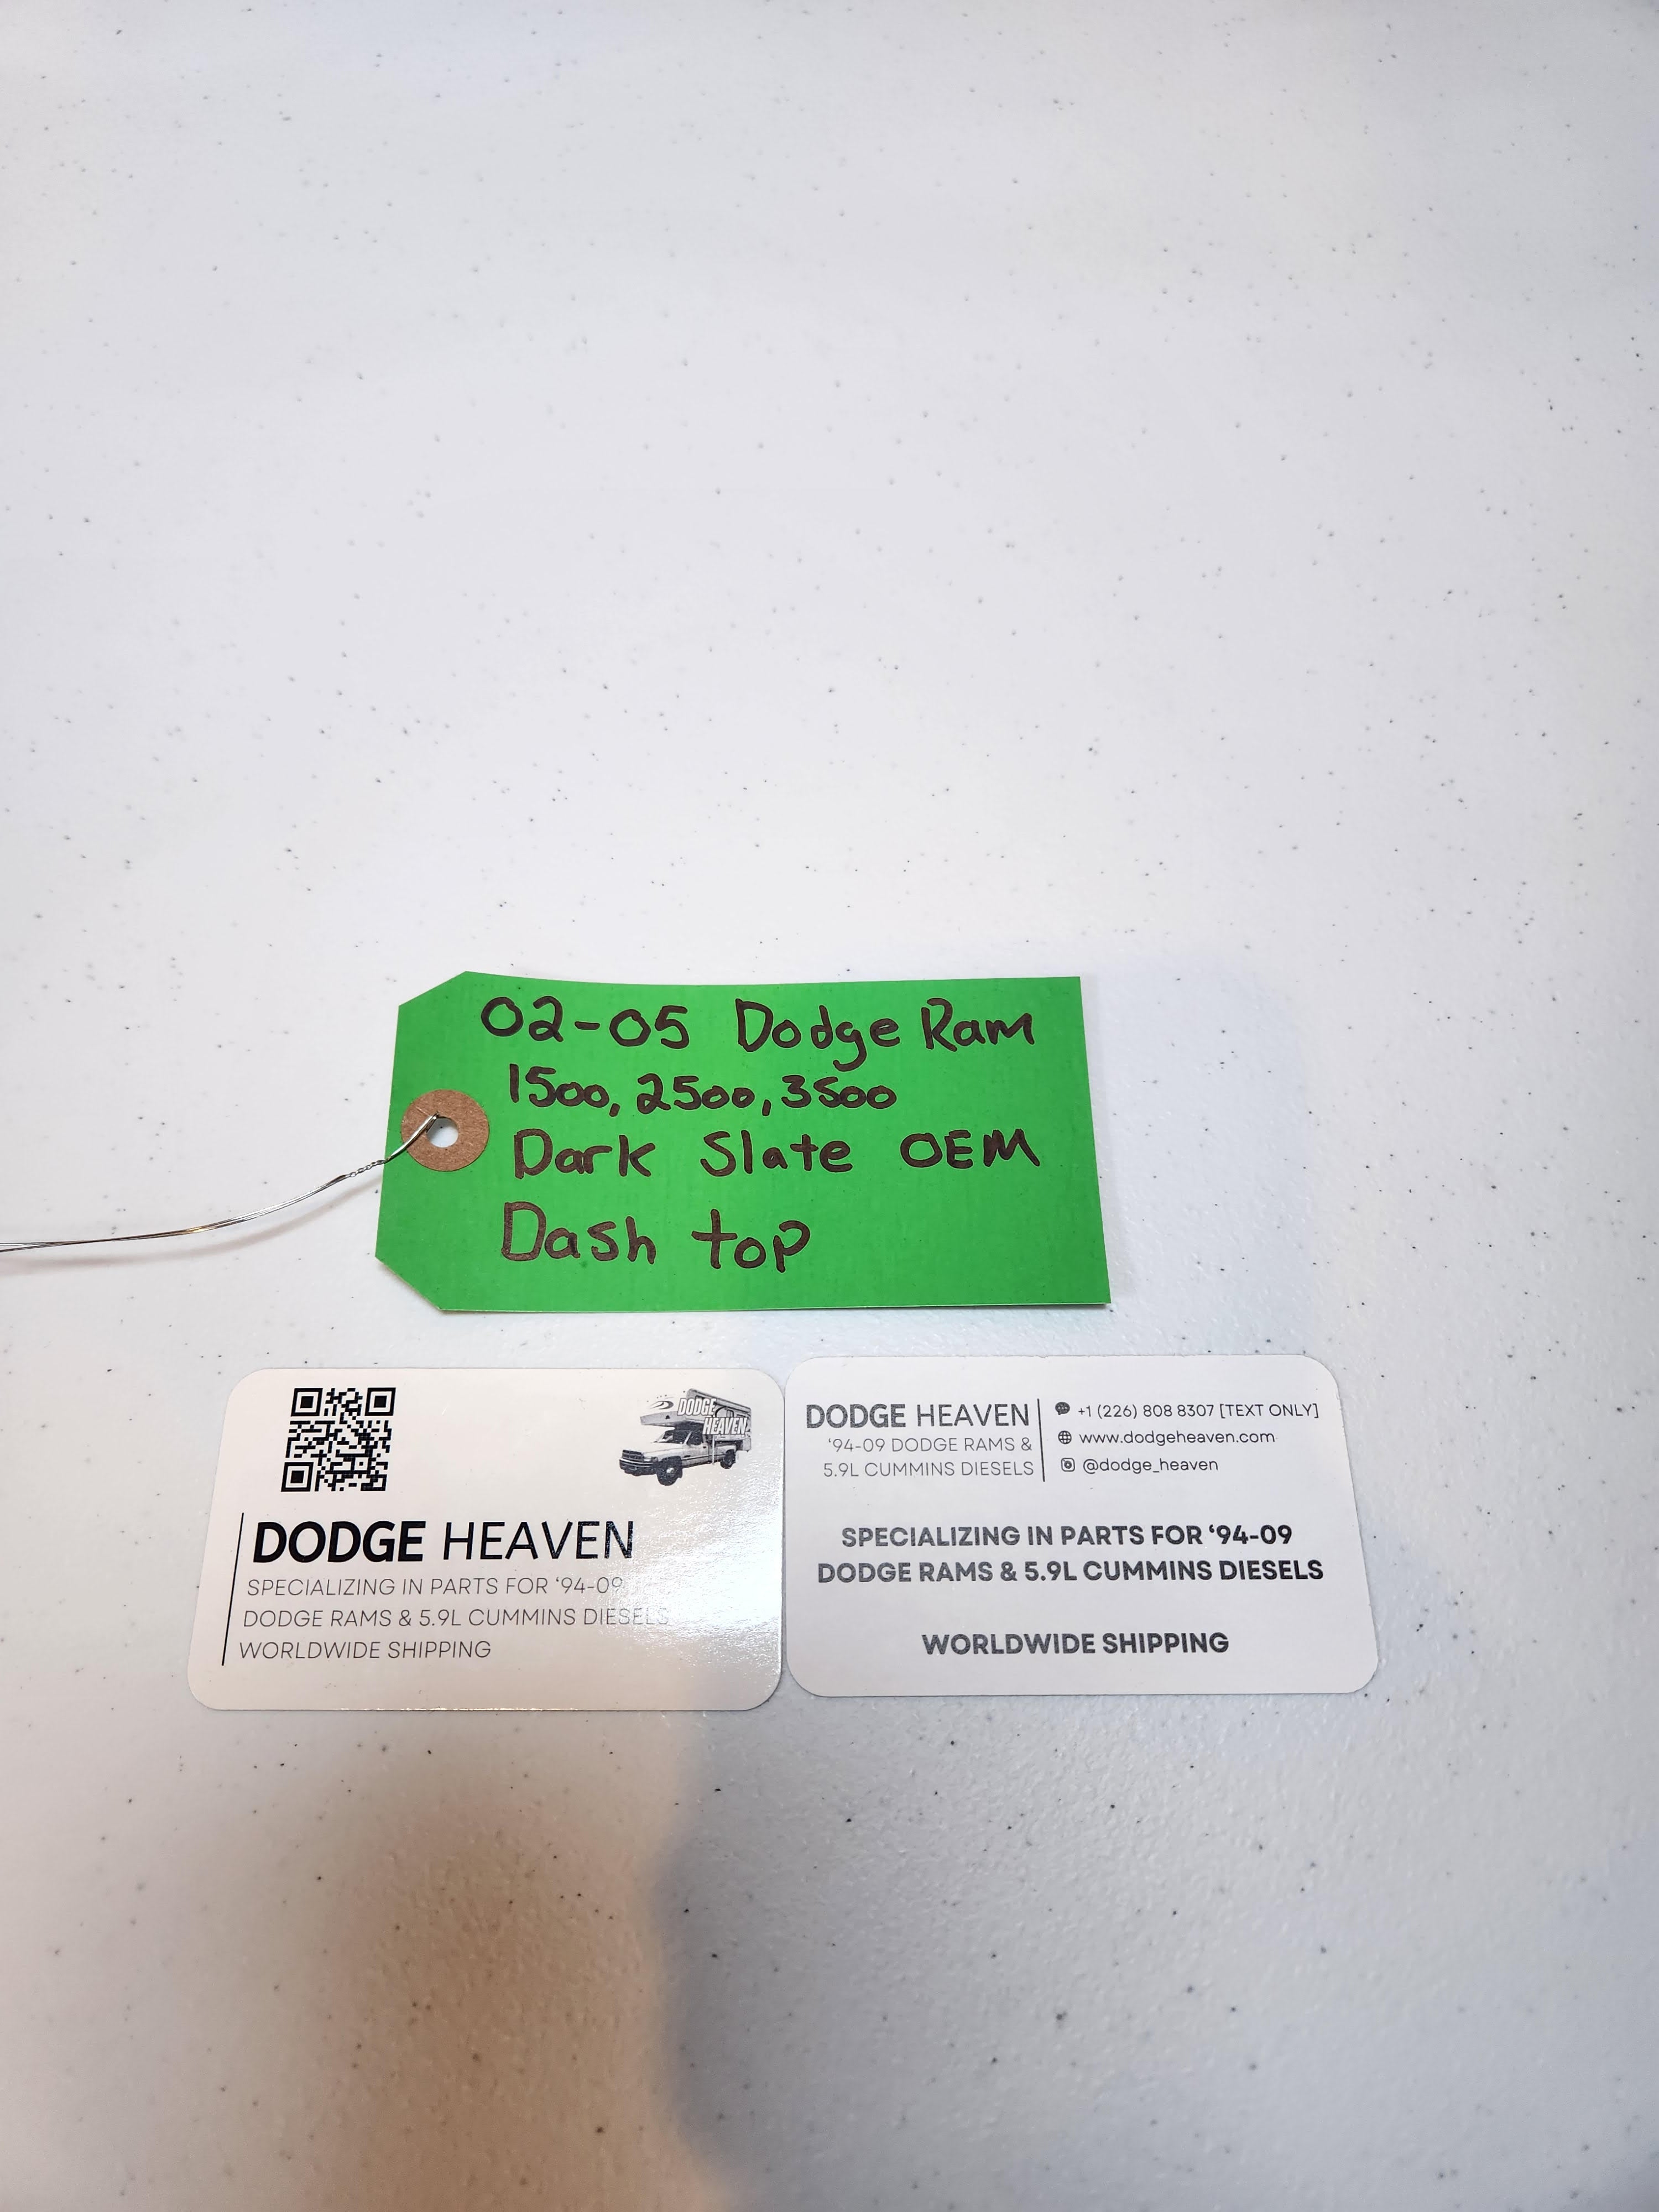 02-05 Dodge Ram
1500, 2500, 3500
Dark Slate OEM
Dash top
DODGE
HEAVEN
DODGE HEAVEN
SPECIALIZING IN PARTS FOR ‘94-09
DODGE RAMS & 5.9L CUMMINS DIESELS
WORLDWIDE SHIPPING
DODGE HEAVEN
‘94-09 DODGE RAMS &
5.9L CUMMINS DIESELS
+1 (226) 808 8307 [TEXT ONLY]
www.dodgeheaven.com
@dodge_heaven
SPECIALIZING IN PARTS FOR ‘94-09
DODGE RAMS & 5.9L CUMMINS DIESELS
WORLDWIDE SHIPPING